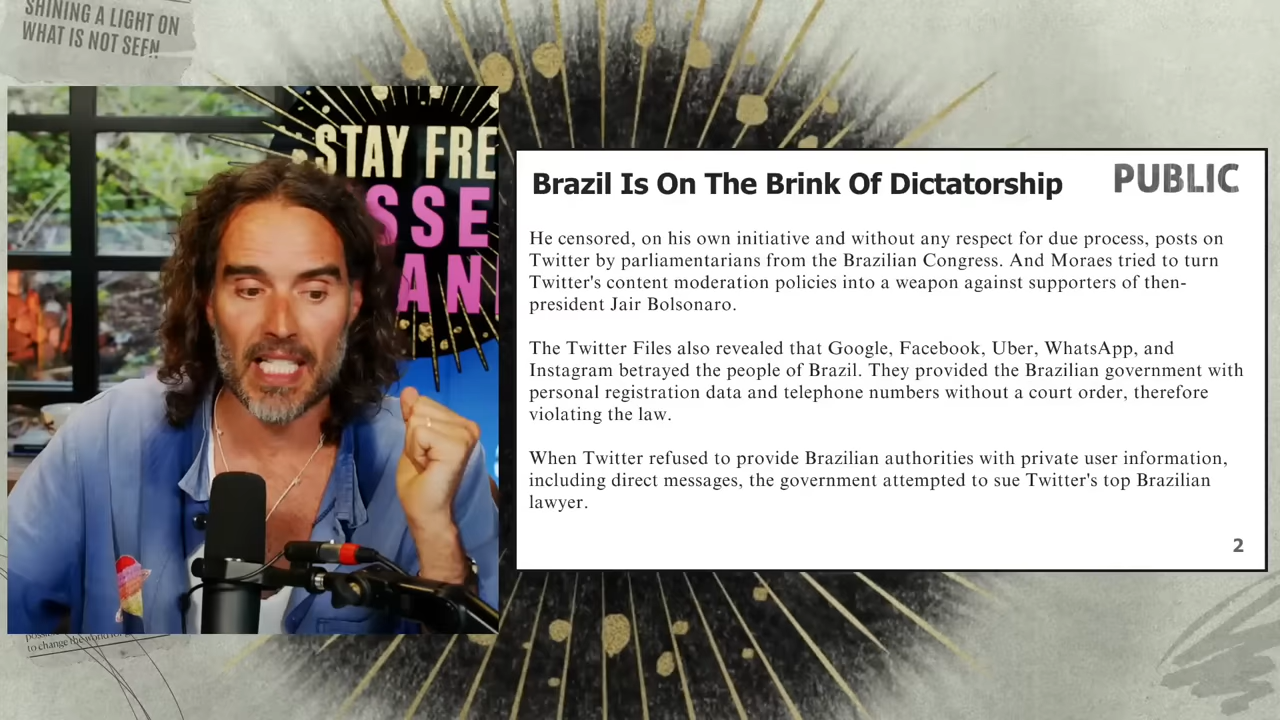 SHINING A LIGHT ON
WHAT IS NOT SEEN
STAY FRE
SSE
AN
Brazil Is On The Brink Of Dictatorship
PUBLIC
He censored, on his own initiative and without any respect for due process, posts on
Twitter by parliamentarians from the Brazilian Congress. And Moraes tried to turn
Twitter's content moderation policies into a weapon against supporters of then-
president Jair Bolsonaro.
The Twitter Files also revealed that Google, Facebook, Uber, WhatsApp, and
Instagram betrayed the people of Brazil. They provided the Brazilian government with
personal registration data and telephone numbers without a court order, therefore
violating the law.
When Twitter refused to provide Brazilian authorities with private user information,
including direct messages, the government attempted to sue Twitter's top Brazilian
lawyer.
2
to change the world